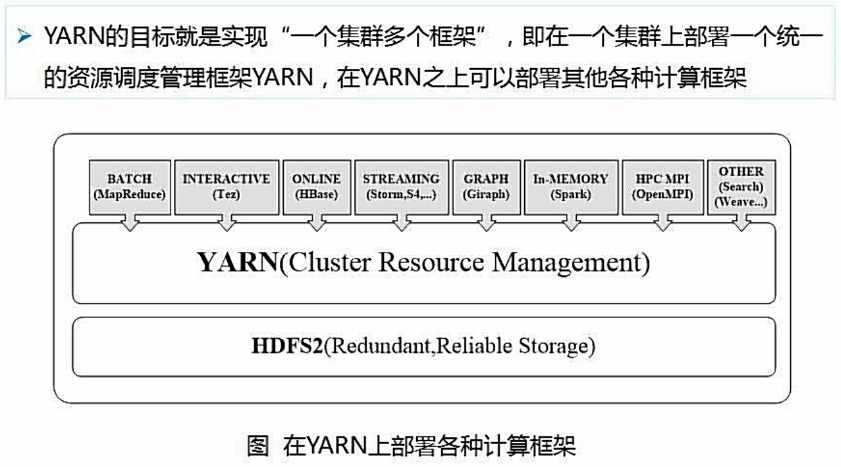 ➢ YARN的目标就是实现“一个集群多个框架”，即在一个集群上部署一个统一
的资源调度管理框架YARN，在YARN之上可以部署其他各种计算框架
BATCH
(MapReduce)
INTERACTIVE
(Tez)
ONLINE
(HBase)
STREAMING
(Storm,S4,...)
GRAPH
(Giraph)
In-MEMORY
(Spark)
HPC MPI
(OpenMPI)
OTHER
(Search)
(Weave...)
YARN(Cluster Resource Management)
HDFS2(Redundant,Reliable Storage)
图 在YARN上部署各种计算框架